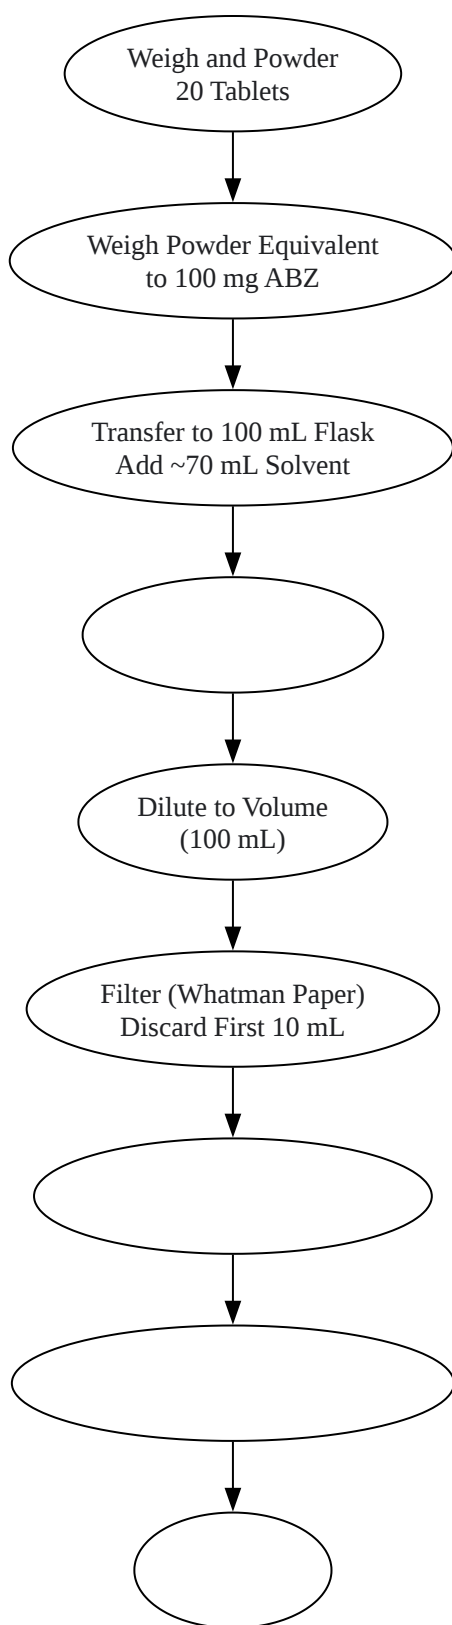 Weigh and Powder
20 Tablets
Weigh Powder Equivalent
to 100 mg ABZ
Transfer to 100 mL Flask
Add ~70 mL Solvent
Dilute to Volume
(100 mL)
Filter (Whatman Paper)
Discard First 10 mL